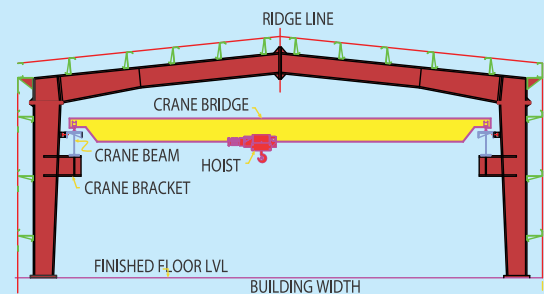 RIDGE LINE
CRANE BRIDGE
CRANE BEAM
HOIST
CRANE BRACKET
FINISHED FLOOR LVL
BUILDING WIDTH